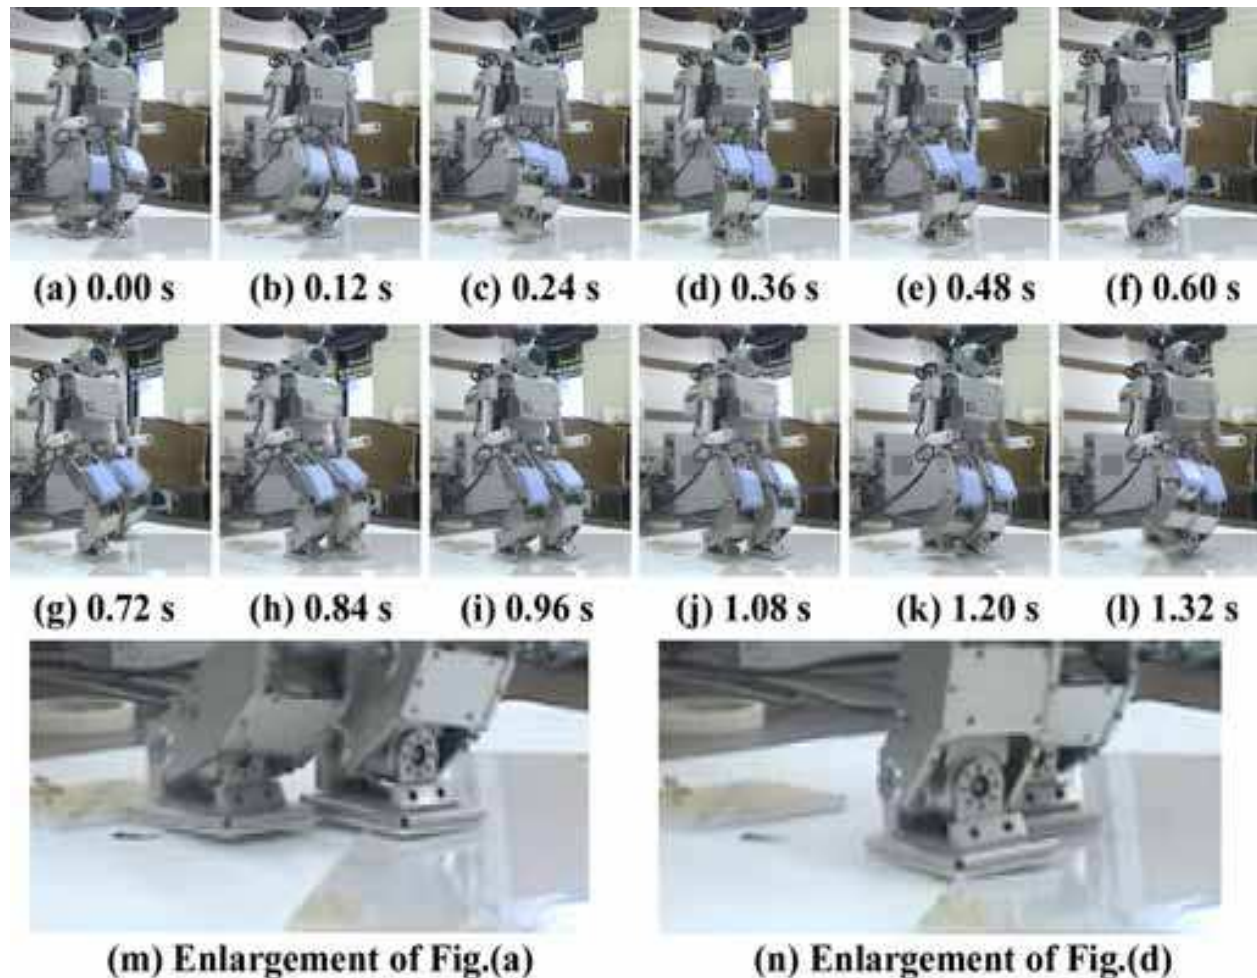 (a) 0.00 s (b) 0.12 s (c) 0.24 s (d) 0.36 s (e) 0.48 s (f) 0.60 s
(g) 0.72 s (h) 0.84 s (i) 0.96 s (j) 1.08 s (k) 1.20 s (l) 1.32 s
(m) Enlargement of Fig.(a) (n) Enlargement of Fig.(d)